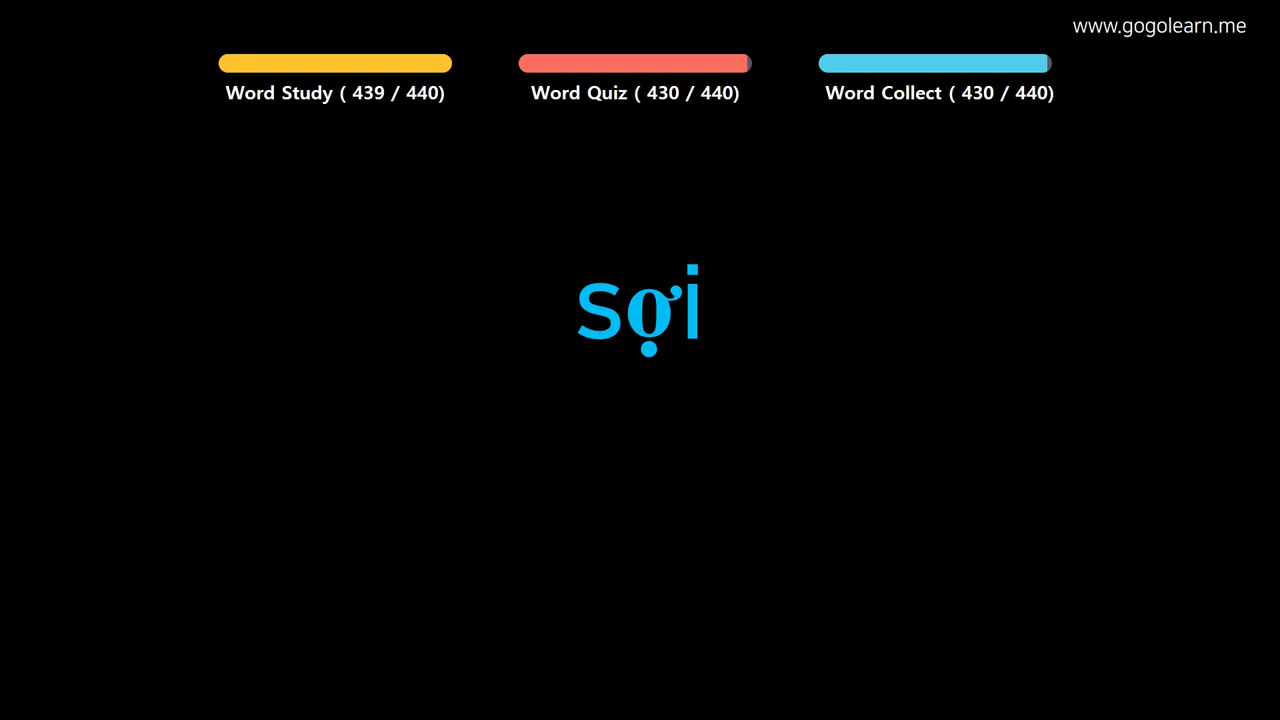 www.gogolearn.me
Word Study ( 439 / 440)
Word Quiz ( 430 / 440)
Word Collect ( 430 / 440)
sợi